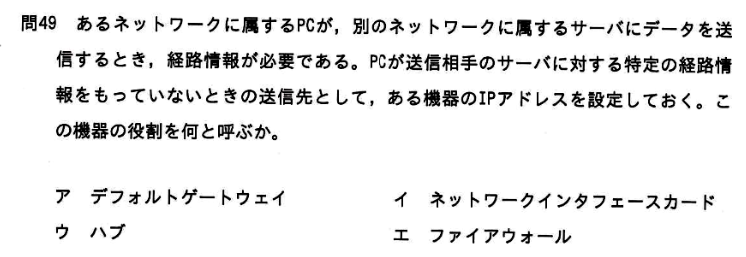 問49 あるネットワークに属するPCが，別のネットワークに属するサーバにデータを送
信するとき，経路情報が必要である。PCが送信相手のサーバに対する特定の経路情
報をもっていないときの送信先として，ある機器のIPアドレスを設定しておく。こ
の機器の役割を何と呼ぶか。
ア デフォルトゲートウェイ イ ネットワークインタフェースカード
ウ ハブ エ ファイアウォール